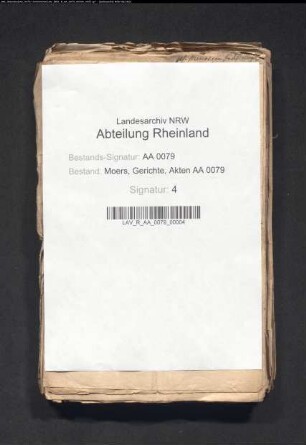 Landesarchiv NRW
Abteilung Rheinland
Bestands-Signatur: AA 0079
Bestand: Moers, Gerichte, Akten AA 0079
Signatur: 4
LAV_R_AA_0079_00004